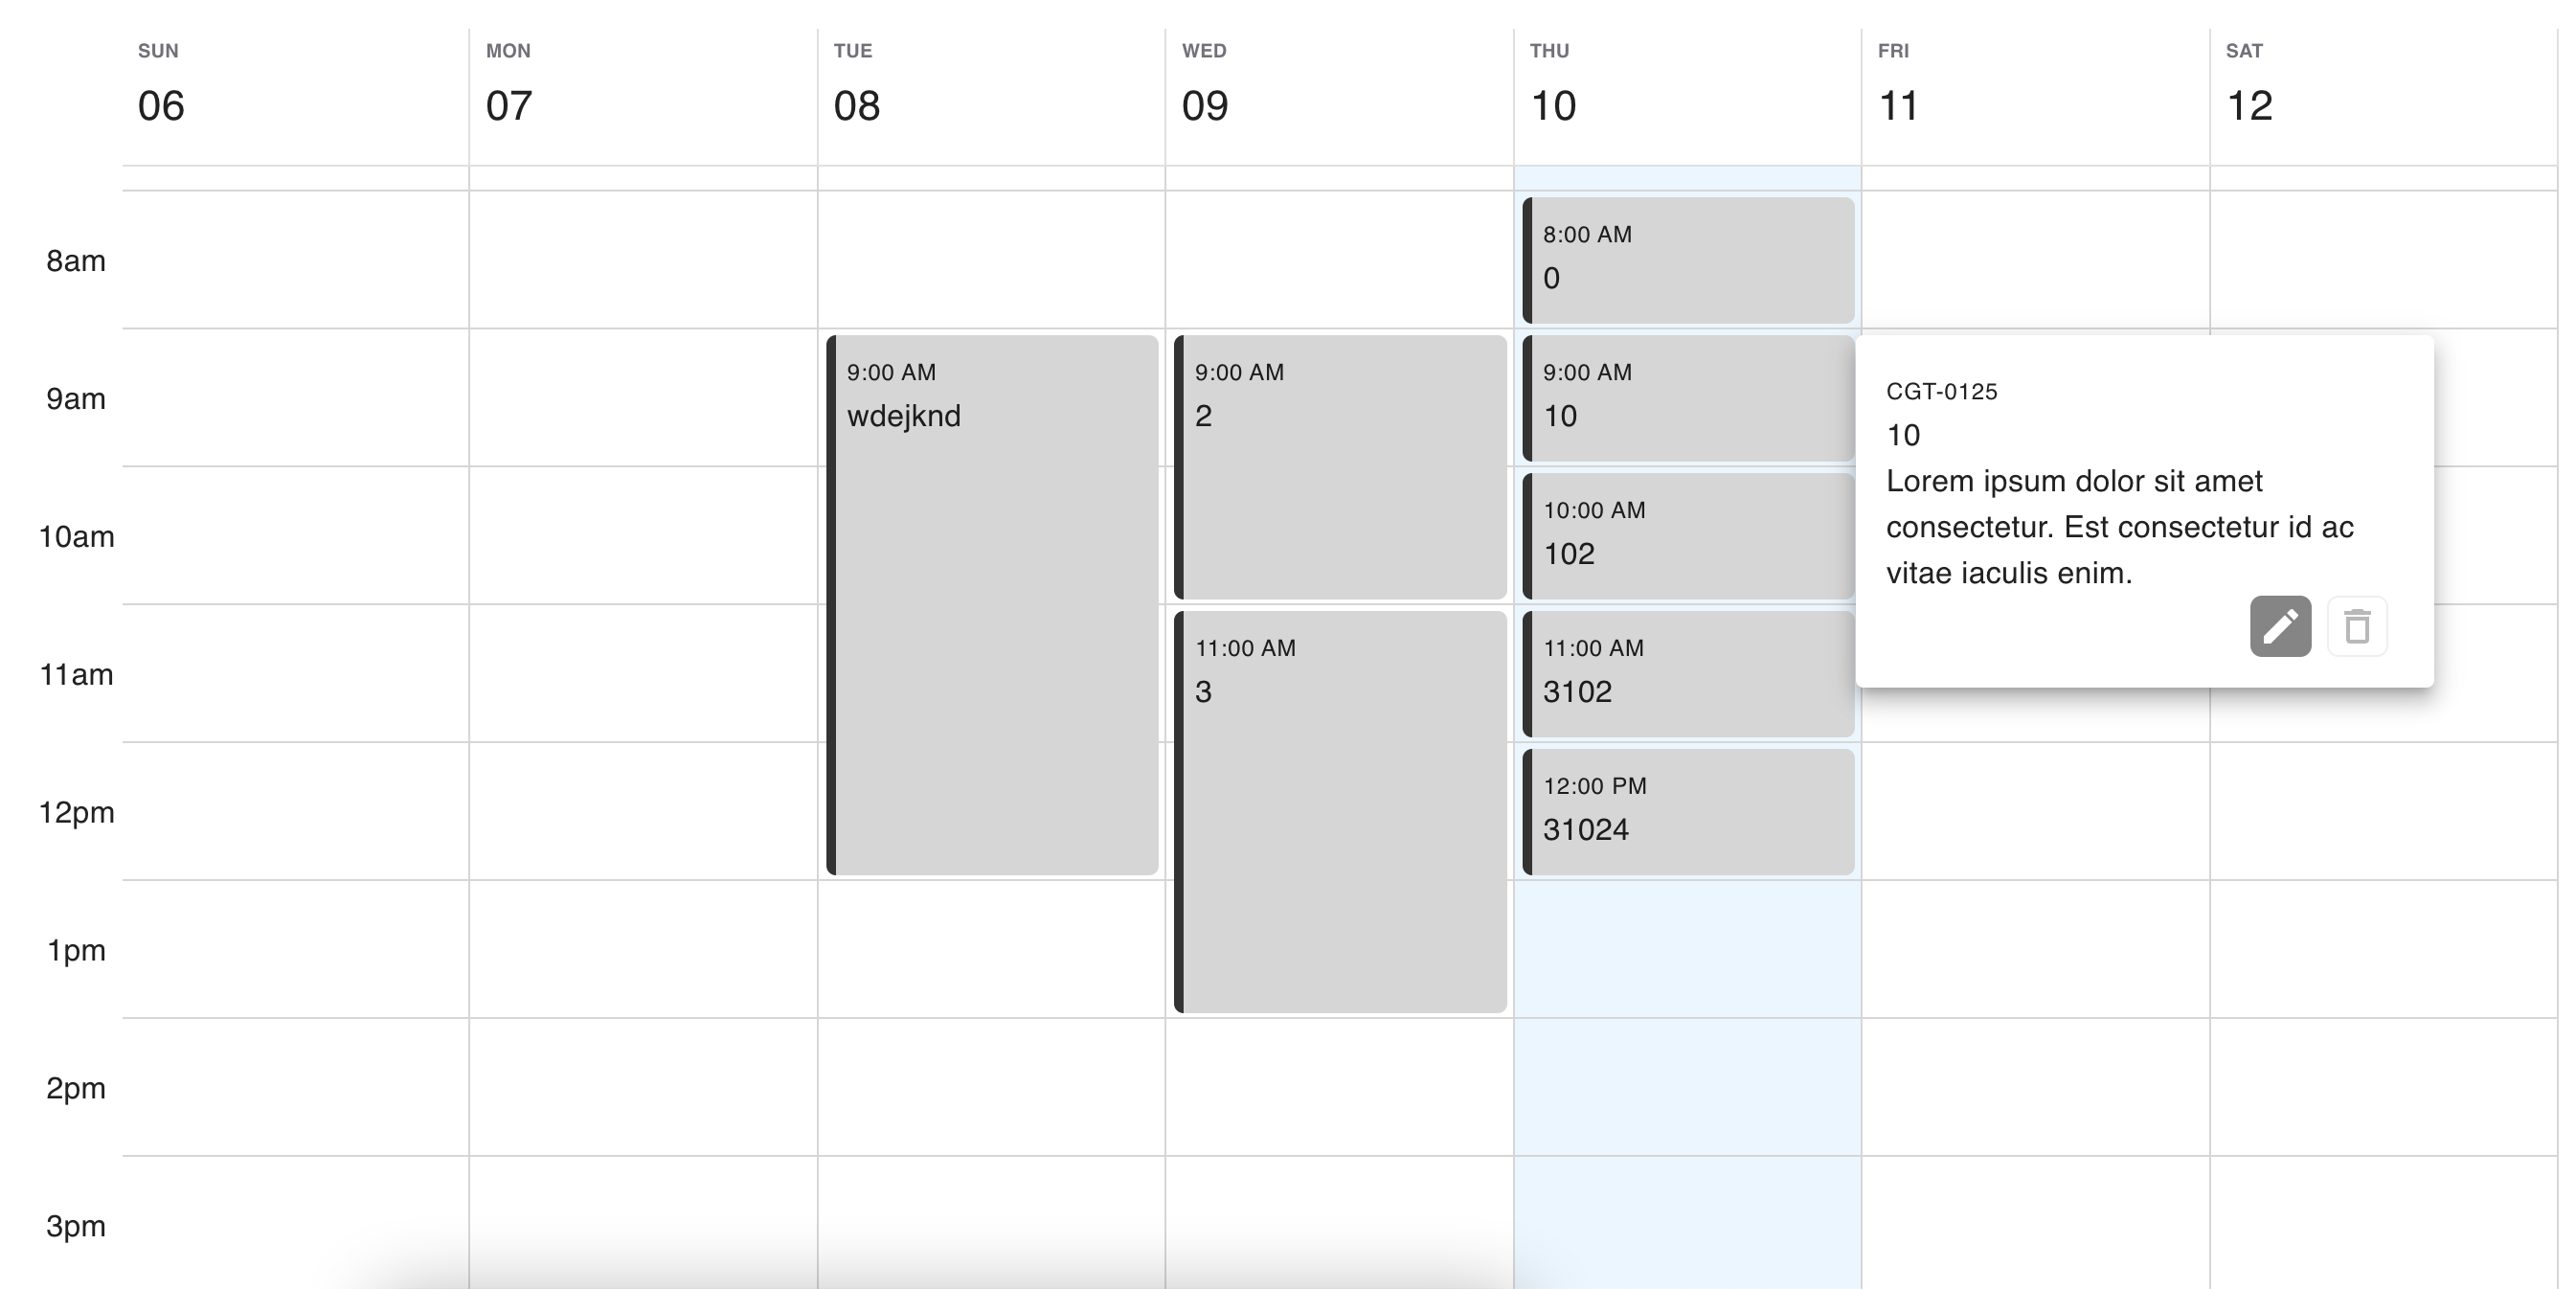 SUN MON TUE WED THU FRI SAT
06 07 08 09 10 11 12
8am
8:00 AM
0
9am
9:00 AM
wdejknd
9:00 AM
2
9:00 AM
10
CGT-0125
10
Lorem ipsum dolor sit amet
consectetur. Est consectetur id ac
vitae iaculis enim.
10am
10:00 AM
102
11am
11:00 AM
3
11:00 AM
3102
12pm
12:00 PM
31024
1pm
2pm
3pm